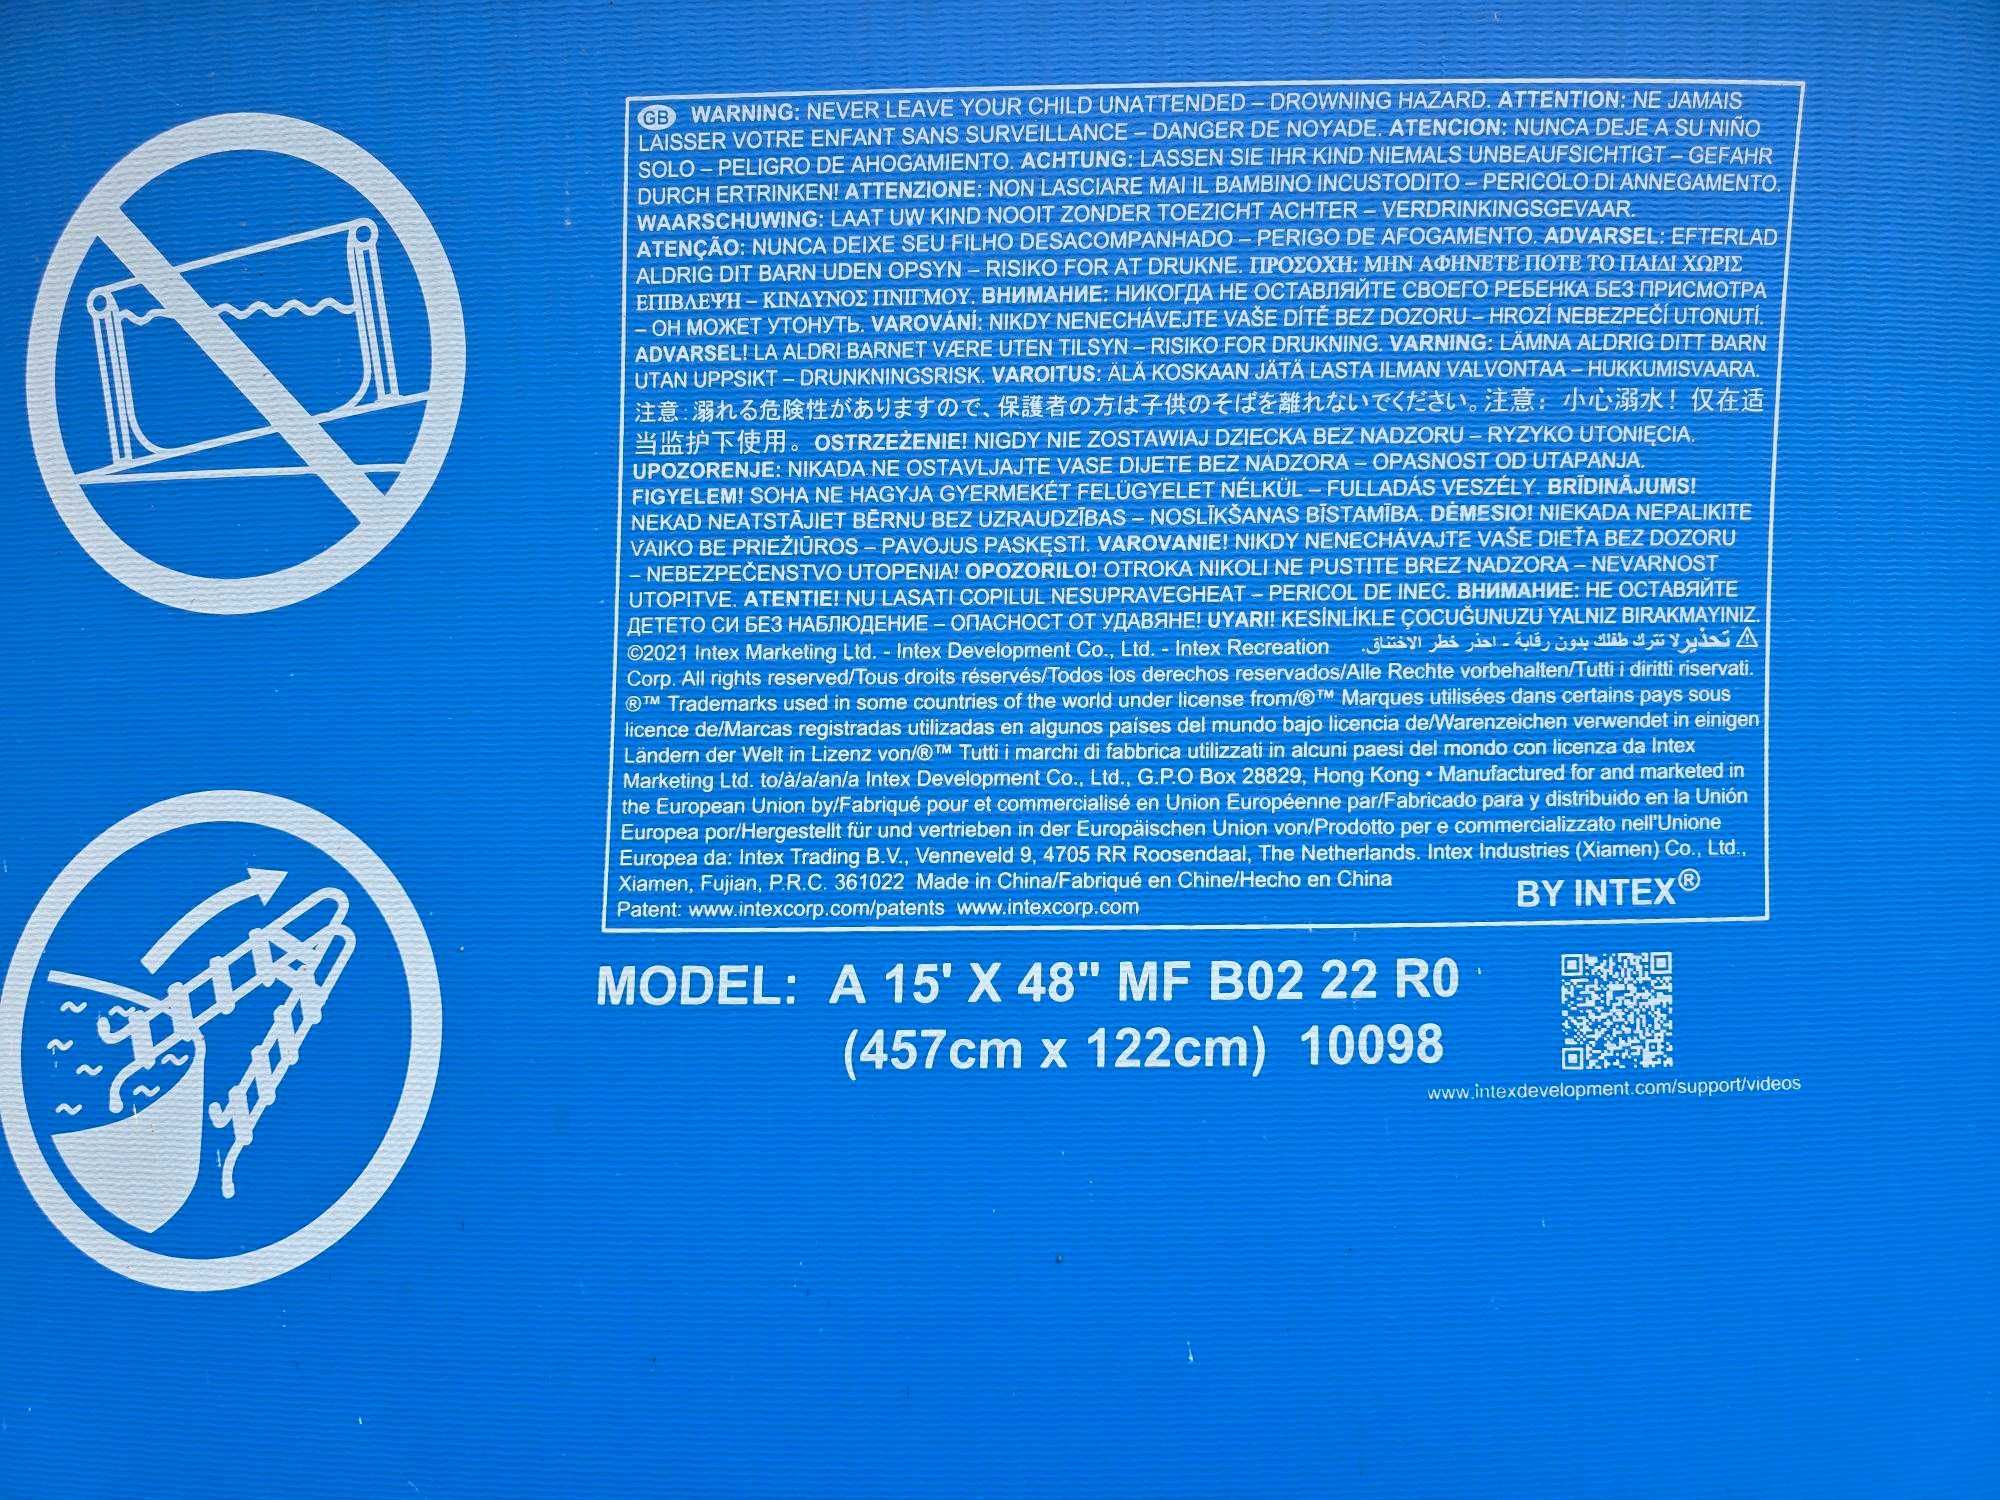 GB WARNING: NEVER LEAVE YOUR CHILD UNATTENDED – DROWNING HAZARD. ATTENTION: NE JAMAIS
LAISSER VOTRE ENFANT SANS SURVEILLANCE – DANGER DE NOYADE. ATENCION: NUNCA DEJE A SU NIÑO
SOLO – PELIGRO DE AHOGAMIENTO. ACHTUNG: LASSEN SIE IHR KIND NIEMALS UNBEAUFSICHTIGT – GEFAHR
DURCH ERTRINKEN! ATTENZIONE: NON LASCIARE MAI IL BAMBINO INCUSTODITO – PERICOLO DI ANNEGAMENTO.
WAARSCHUWING: LAAT UW KIND NOOIT ZONDER TOEZICHT ACHTER – VERDRINKINGSGEVAAR.
ATENÇÃO: NUNCA DEIXE SEU FILHO DESACOMPANHADO – PERIGO DE AFOGAMENTO. ADVARSEL: EFTERLAD
ALDRIG DIT BARN UDEN OPSYN – RISIKO FOR AT DRUKNE. ΠΡΟΣΟΧΗ: ΜΗΝ ΑΦΗΝΕΤΕ ΠΟΤΕ ΤΟ ΠΑΙΔΙ ΧΩΡΙΣ
ΕΠΙΒΛΕΨΗ – ΚΙΝΔΥΝΟΣ ΠΝΙΓΜΟΥ. ВНИМАНИЕ: НИКОГДА НЕ ОСТАВЛЯЙТЕ СВОЕГО РЕБЕНКА БЕЗ ПРИСМОТРА
– ОН МОЖЕТ УТОНУТЬ. VAROVÁNÍ: NIKDY NENECHÁVEJTE VAŠE DÍTĚ BEZ DOZORU – HROZÍ NEBEZPEČÍ UTONUTÍ.
ADVARSEL! LA ALDRI BARNET VÆRE UTEN TILSYN – RISIKO FOR DRUKNING. VARNING: LÄMNA ALDRIG DITT BARN
UTAN UPPSIKT – DRUNKNINGSRISK. VAROITUS: ÄLÄ KOSKAAN JÄTÄ LASTA ILMAN VALVONTAA – HUKKUMISVAARA.
注意:溺れる危険性がありますので、保護者の方は子供のそばを離れないでください。注意：小心溺水！仅在适
当监护下使用。OSTRZEŻENIE! NIGDY NIE ZOSTAWIAJ DZIECKA BEZ NADZORU – RYZYKO UTONIĘCIA.
UPOZORENJE: NIKADA NE OSTAVLJAJTE VASE DIJETE BEZ NADZORA – OPASNOST OD UTAPANJA.
FIGYELEM! SOHA NE HAGYJA GYERMEKÉT FELÜGYELET NÉLKÜL – FULLADÁS VESZÉLY. BRĪDINĀJUMS!
NEKAD NEATSTĀJIET BĒRNU BEZ UZRAUDZĪBAS – NOSLĪKŠANAS BĪSTAMĪBA. DĖMESIO! NIEKADA NEPALIKITE
VAIKO BE PRIEŽIŪROS – PAVOJUS PASKĘSTI. VAROVANIE! NIKDY NENECHÁVAJTE VAŠE DIEŤA BEZ DOZORU
– NEBEZPEČENSTVO UTOPENIA! OPOZORILO! OTROKA NIKOLI NE PUSTITE BREZ NADZORA – NEVARNOST
UTOPITVE. ATENTIE! NU LASATI COPILUL NESUPRAVEGHEAT – PERICOL DE INEC. ВНИМАНИЕ: НЕ ОСТАВЯЙТЕ
ДЕТЕТО СИ БЕЗ НАБЛЮДЕНИЕ – ОПАСНОСТ ОТ УДАВЯНЕ! UYARI! KESİNLİKLE ÇOCUĞUNUZU YALNIZ BIRAKMAYINIZ.
©2021 Intex Marketing Ltd. - Intex Development Co., Ltd. - Intex Recreation تحذير لا تترك طفلك بدون رقابة - احذر خطر الاختناق.
Corp. All rights reserved/Tous droits réservés/Todos los derechos reservados/Alle Rechte vorbehalten/Tutti i diritti riservati.
®™ Trademarks used in some countries of the world under license from/®™ Marques utilisées dans certains pays sous
licence de/Marcas registradas utilizadas en algunos países del mundo bajo licencia de/Warenzeichen verwendet in einigen
Ländern der Welt in Lizenz von/®™ Tutti i marchi di fabbrica utilizzati in alcuni paesi del mondo con licenza da Intex
Marketing Ltd. to/à/a/an/a Intex Development Co., Ltd., G.P.O Box 28829, Hong Kong • Manufactured for and marketed in
the European Union by/Fabriqué pour et commercialisé en Union Européenne par/Fabricado para y distribuido en la Unión
Europea por/Hergestellt für und vertrieben in der Europäischen Union von/Prodotto per e commercializzato nell'Unione
Europea da: Intex Trading B.V., Venneveld 9, 4705 RR Roosendaal, The Netherlands. Intex Industries (Xiamen) Co., Ltd.,
Xiamen, Fujian, P.R.C. 361022 Made in China/Fabriqué en Chine/Hecho en China
Patent: www.intexcorp.com/patents www.intexcorp.com
BY INTEX®
MODEL: A 15' X 48" MF B02 22 R0
(457cm x 122cm) 10098
www.intexdevelopment.com/support/videos